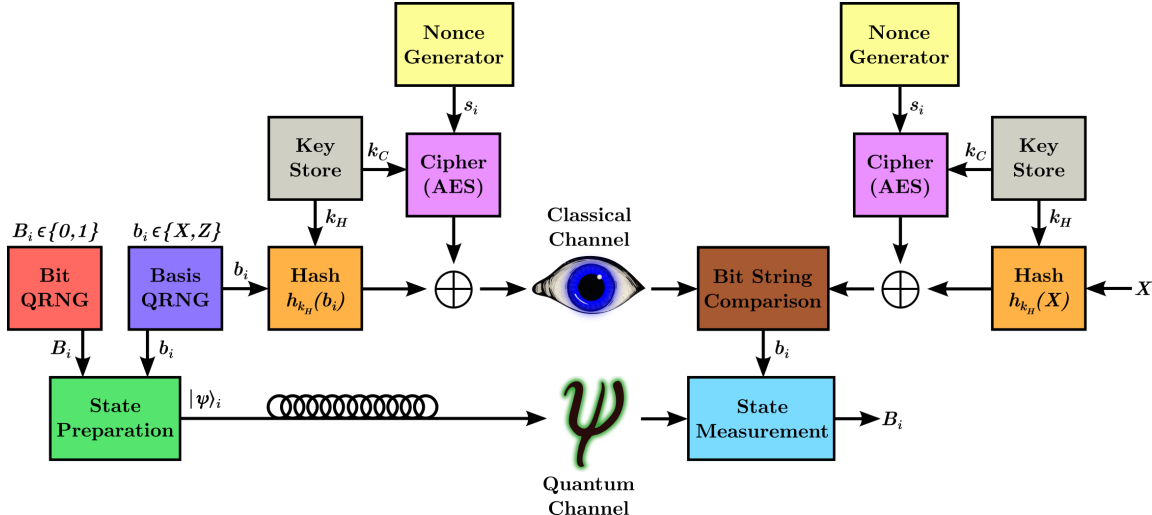 Nonce
Generator
Nonce
Generator
s_i
s_i
Key
Store
k_C
Cipher
(AES)
Cipher
(AES)
k_C
Key
Store
k_H
k_H
B_i ϵ{0,1}
b_i ϵ{X,Z}
Classical
Channel
Bit
QRNG
Basis
QRNG
b_i
Hash
h_{k_H}(b_i)
Bit String
Comparison
Hash
h_{k_H}(X)
X
B_i
b_i
b_i
State
Preparation
|ψ⟩_i
ψ
State
Measurement
B_i
Quantum
Channel